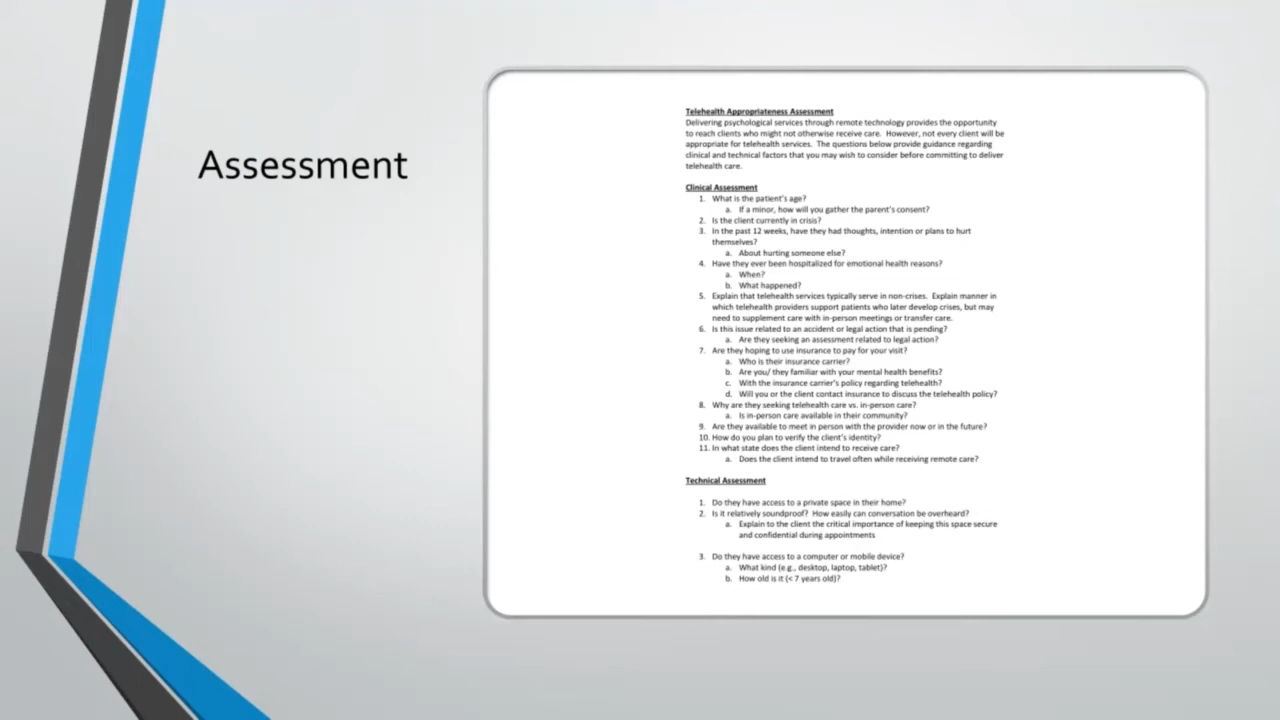 Assessment
Telehealth Appropriateness Assessment
Delivering psychological services through remote technology provides the opportunity
to reach clients who might not otherwise receive care. However, not every client will be
appropriate for telehealth services. The questions below provide guidance regarding
clinical and technical factors that you may wish to consider before committing to deliver
telehealth care.
Clinical Assessment
1. What is the patient's age?
a. If a minor, how will you gather the parent's consent?
2. Is the client currently in crisis?
3. In the past 12 weeks, have they had thoughts, intention or plans to hurt
themselves?
a. About hurting someone else?
4. Have they ever been hospitalized for emotional health reasons?
a. When?
b. What happened?
5. Explain that telehealth services typically serve in non-crises. Explain manner in
which telehealth providers support patients who later develop crises, but may
need to supplement care with in-person meetings or transfer care.
6. Is this issue related to an accident or legal action that is pending?
a. Are they seeking an assessment related to legal action?
7. Are they hoping to use insurance to pay for your visit?
a. Who is their insurance carrier?
b. Are you/ they familiar with your mental health benefits?
c. With the insurance carrier's policy regarding telehealth?
d. Will you or the client contact insurance to discuss the telehealth policy?
8. Why are they seeking telehealth care vs. in-person care?
a. Is in-person care available in their community?
9. Are they available to meet in person with the provider now or in the future?
10. How do you plan to verify the client's identity?
11. In what state does the client intend to receive care?
a. Does the client intend to travel often while receiving remote care?
Technical Assessment
1. Do they have access to a private space in their home?
2. Is it relatively soundproof? How easily can conversation be overheard?
a. Explain to the client the critical importance of keeping this space secure
and confidential during appointments
3. Do they have access to a computer or mobile device?
a. What kind (e.g., desktop, laptop, tablet)?
b. How old is it (< 7 years old)?